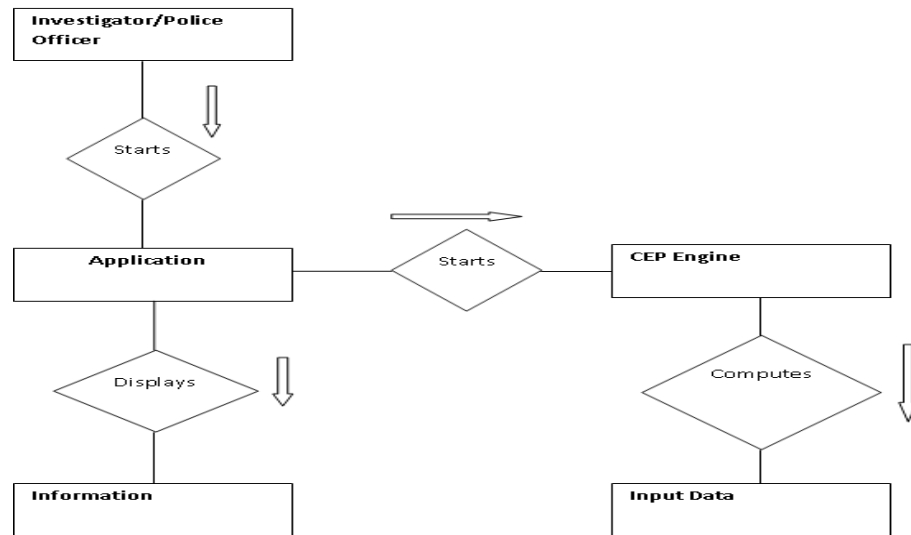 Investigator/Police
Officer
Starts
Application
Starts
CEP Engine
Displays
Computes
Information
Input Data